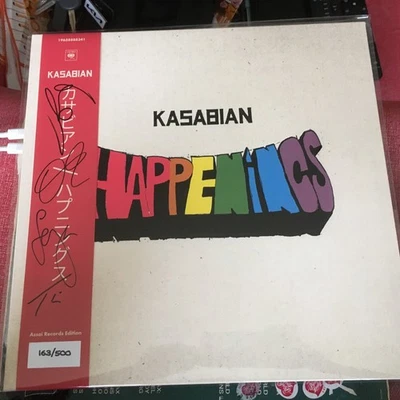 KASABIAN
カサビアン ハプニングス
Assai Records Edition
163/500
KASABIAN
HAPPENINGS